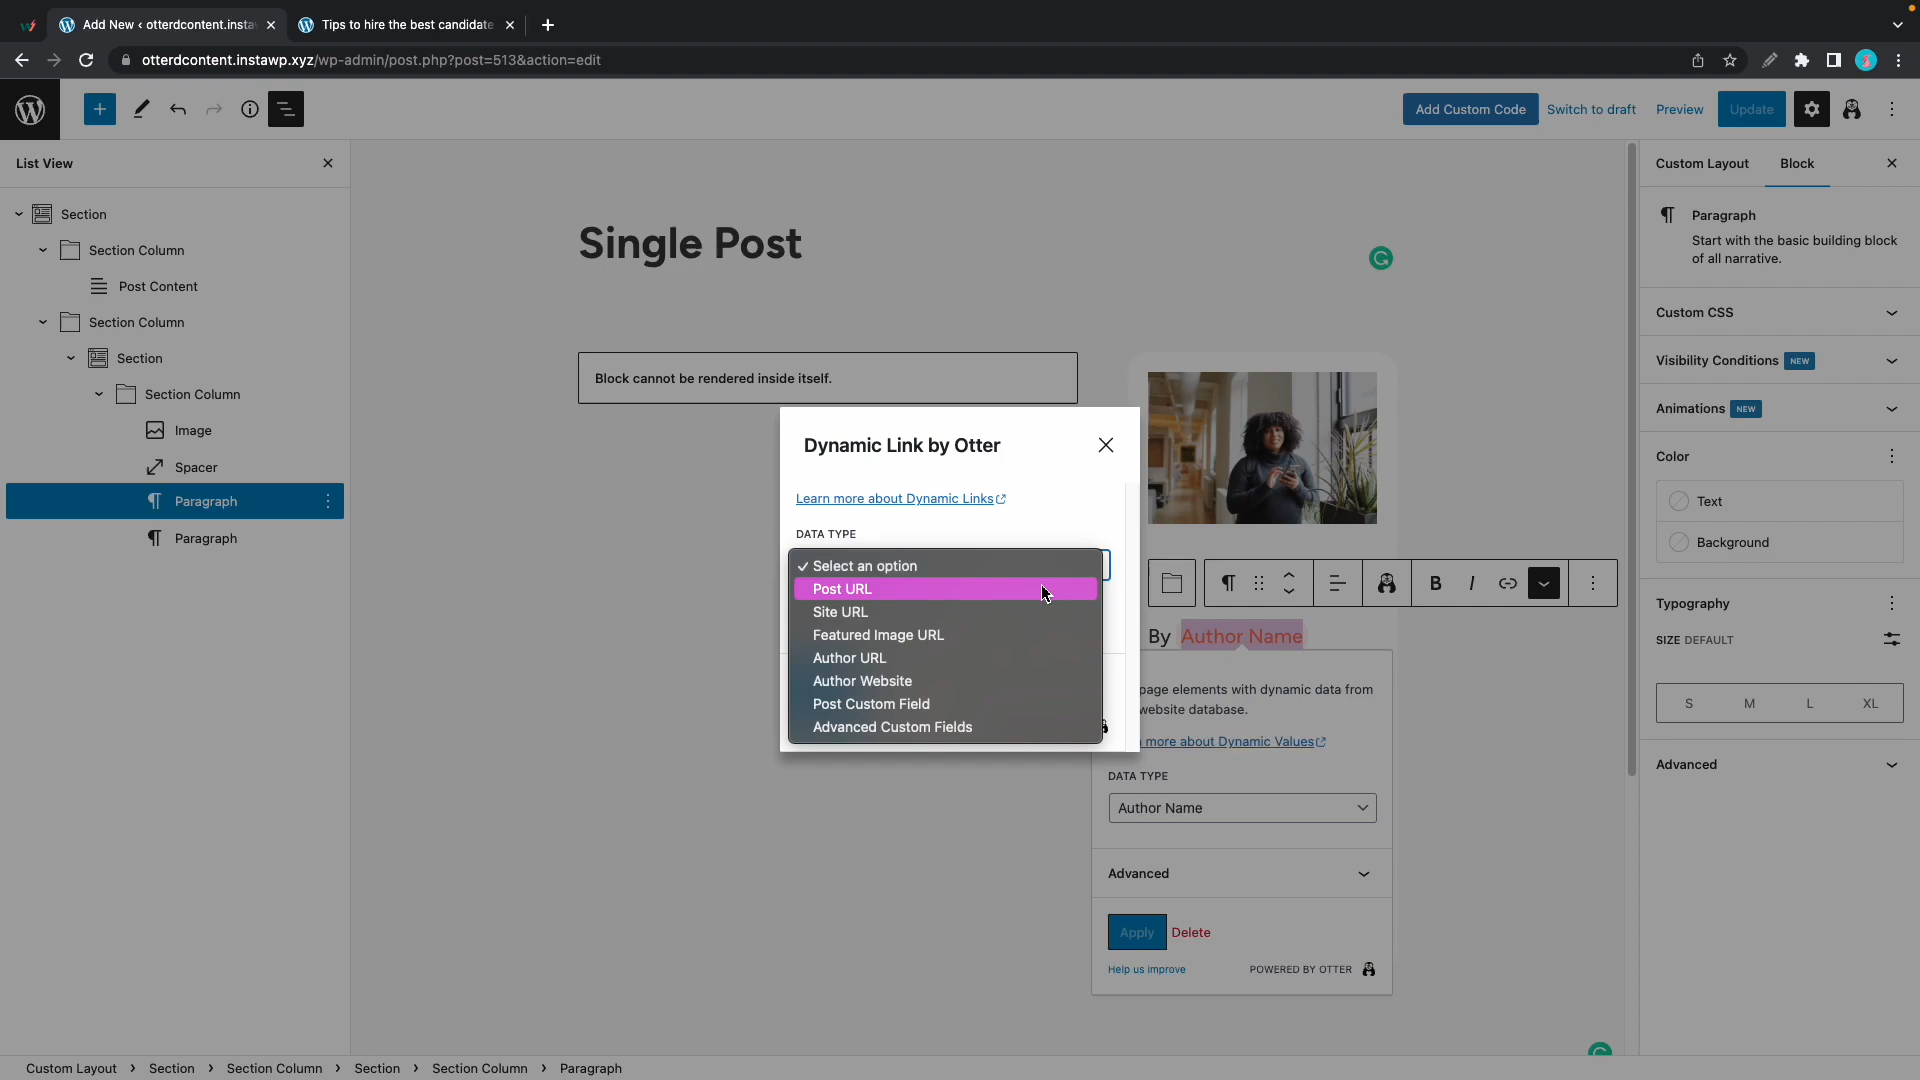 Add New ‹ otterdcontent.insta
Tips to hire the best candidate
otterdcontent.instawp.xyz/wp-admin/post.php?post=513&action=edit
Add Custom Code
Switch to draft
Preview
Update
List View
Section
Section Column
Post Content
Section Column
Section
Section Column
Image
Spacer
Paragraph
Paragraph
Single Post
Block cannot be rendered inside itself.
Dynamic Link by Otter
Learn more about Dynamic Links
DATA TYPE
✓ Select an option
Post URL
Site URL
Featured Image URL
Author URL
Author Website
Post Custom Field
Advanced Custom Fields
B I
By Author Name
page elements with dynamic data from
website database.
more about Dynamic Values
DATA TYPE
Author Name
Advanced
Apply
Delete
Help us improve
POWERED BY OTTER
Custom Layout
Block
Paragraph
Start with the basic building block
of all narrative.
Custom CSS
Visibility Conditions NEW
Animations NEW
Color
Text
Background
Typography
SIZE DEFAULT
S M L XL
Advanced
Custom Layout › Section › Section Column › Section › Section Column › Paragraph